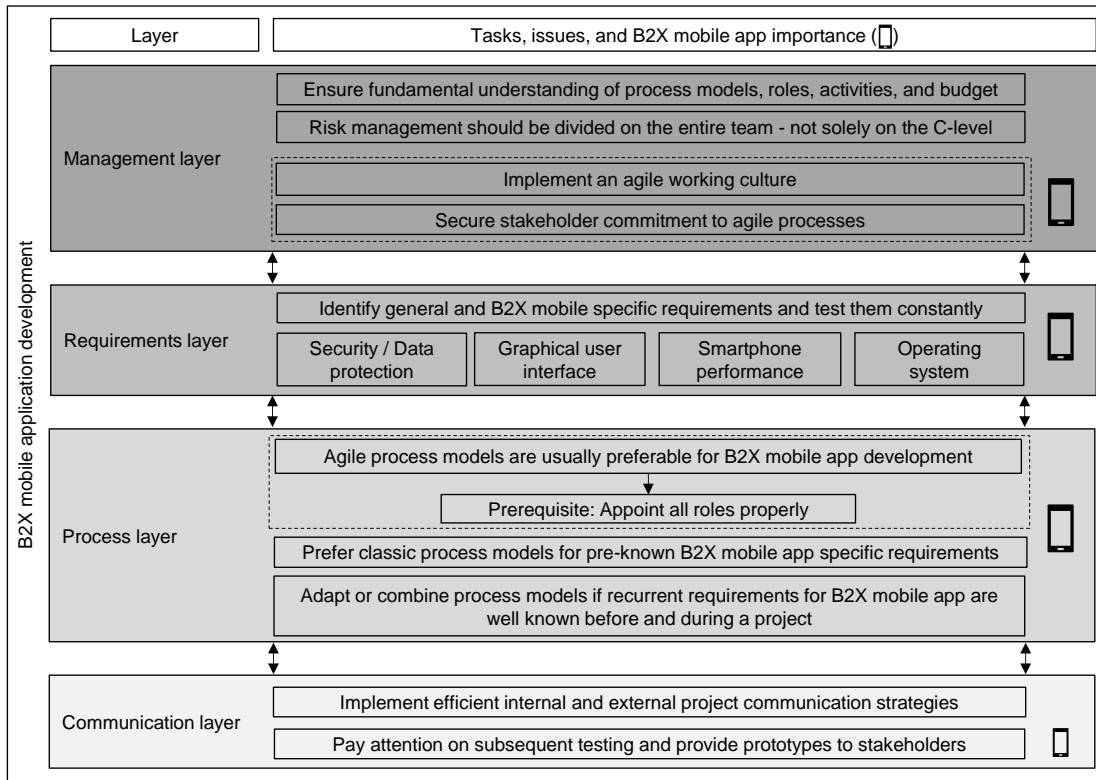 Layer
Tasks, issues, and B2X mobile app importance ( )
B2X mobile application development
Management layer
Ensure fundamental understanding of process models, roles, activities, and budget
Risk management should be divided on the entire team - not solely on the C-level
Implement an agile working culture
Secure stakeholder commitment to agile processes
Requirements layer
Identify general and B2X mobile specific requirements and test them constantly
Security / Data
protection
Graphical user
interface
Smartphone
performance
Operating
system
Process layer
Agile process models are usually preferable for B2X mobile app development
Prerequisite: Appoint all roles properly
Prefer classic process models for pre-known B2X mobile app specific requirements
Adapt or combine process models if recurrent requirements for B2X mobile app are
well known before and during a project
Communication layer
Implement efficient internal and external project communication strategies
Pay attention on subsequent testing and provide prototypes to stakeholders